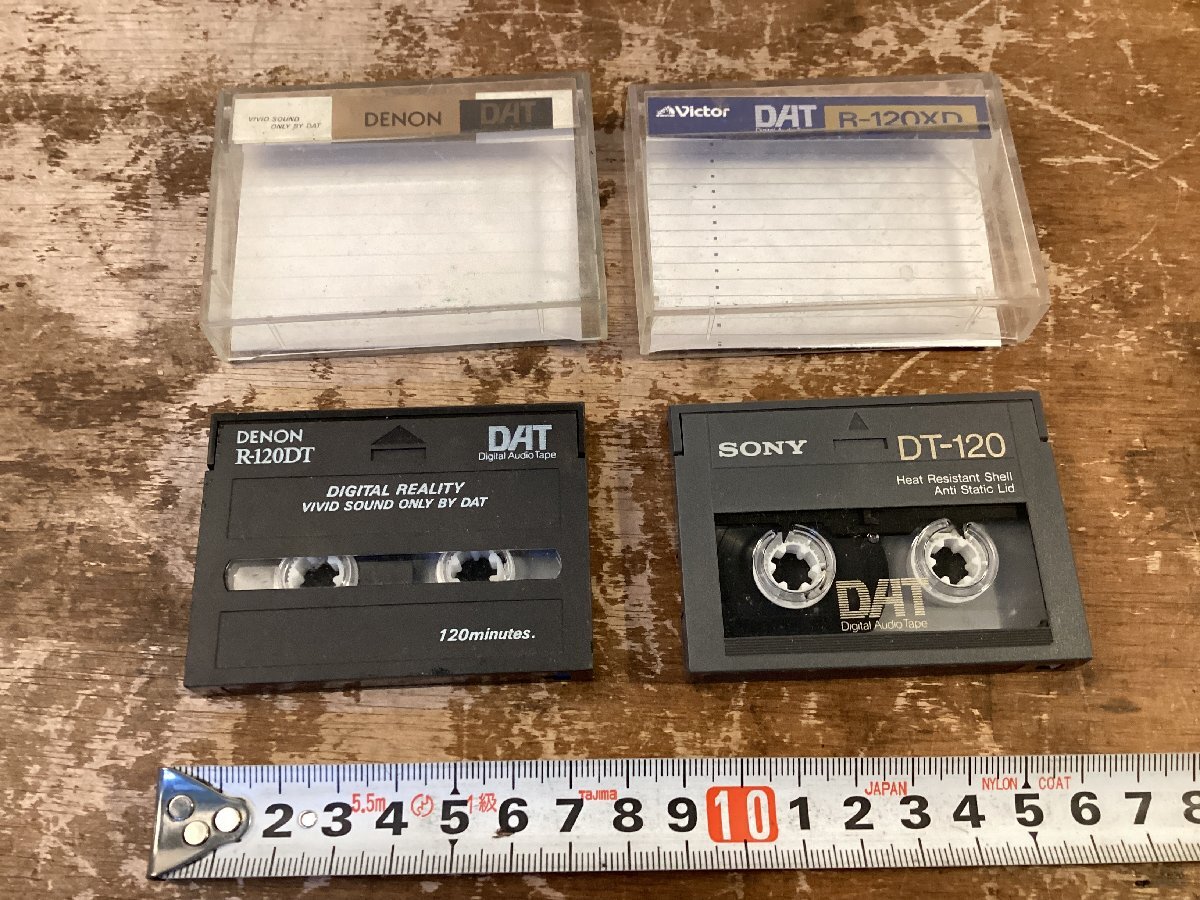 VIVID SOUND
ONLY BY DAT
DENON
DAT
Victor
DAT
R-120XD
DENON
R-120DT
DAT
Digital Audio Tape
DIGITAL REALITY
VIVID SOUND ONLY BY DAT
120minutes.
SONY
DT-120
Heat Resistant Shell
Anti Static Lid
DAT
Digital Audio Tape
5.5m 1級 Tajima JAPAN NYLON COAT
2 3 4 5 6 7 8 9 10 1 2 3 4 5 6 7 8